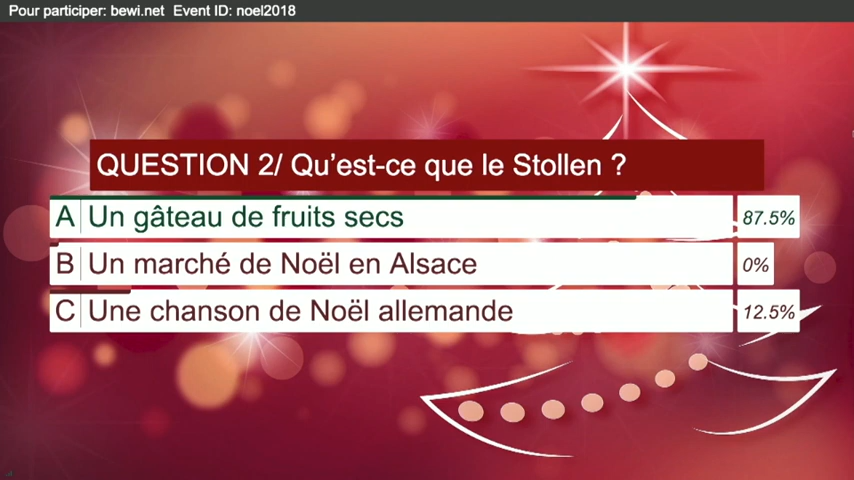 Pour participer: bewi.net Event ID: noel2018
QUESTION 2/ Qu’est-ce que le Stollen ?
A Un gâteau de fruits secs 87.5%
B Un marché de Noël en Alsace 0%
C Une chanson de Noël allemande 12.5%